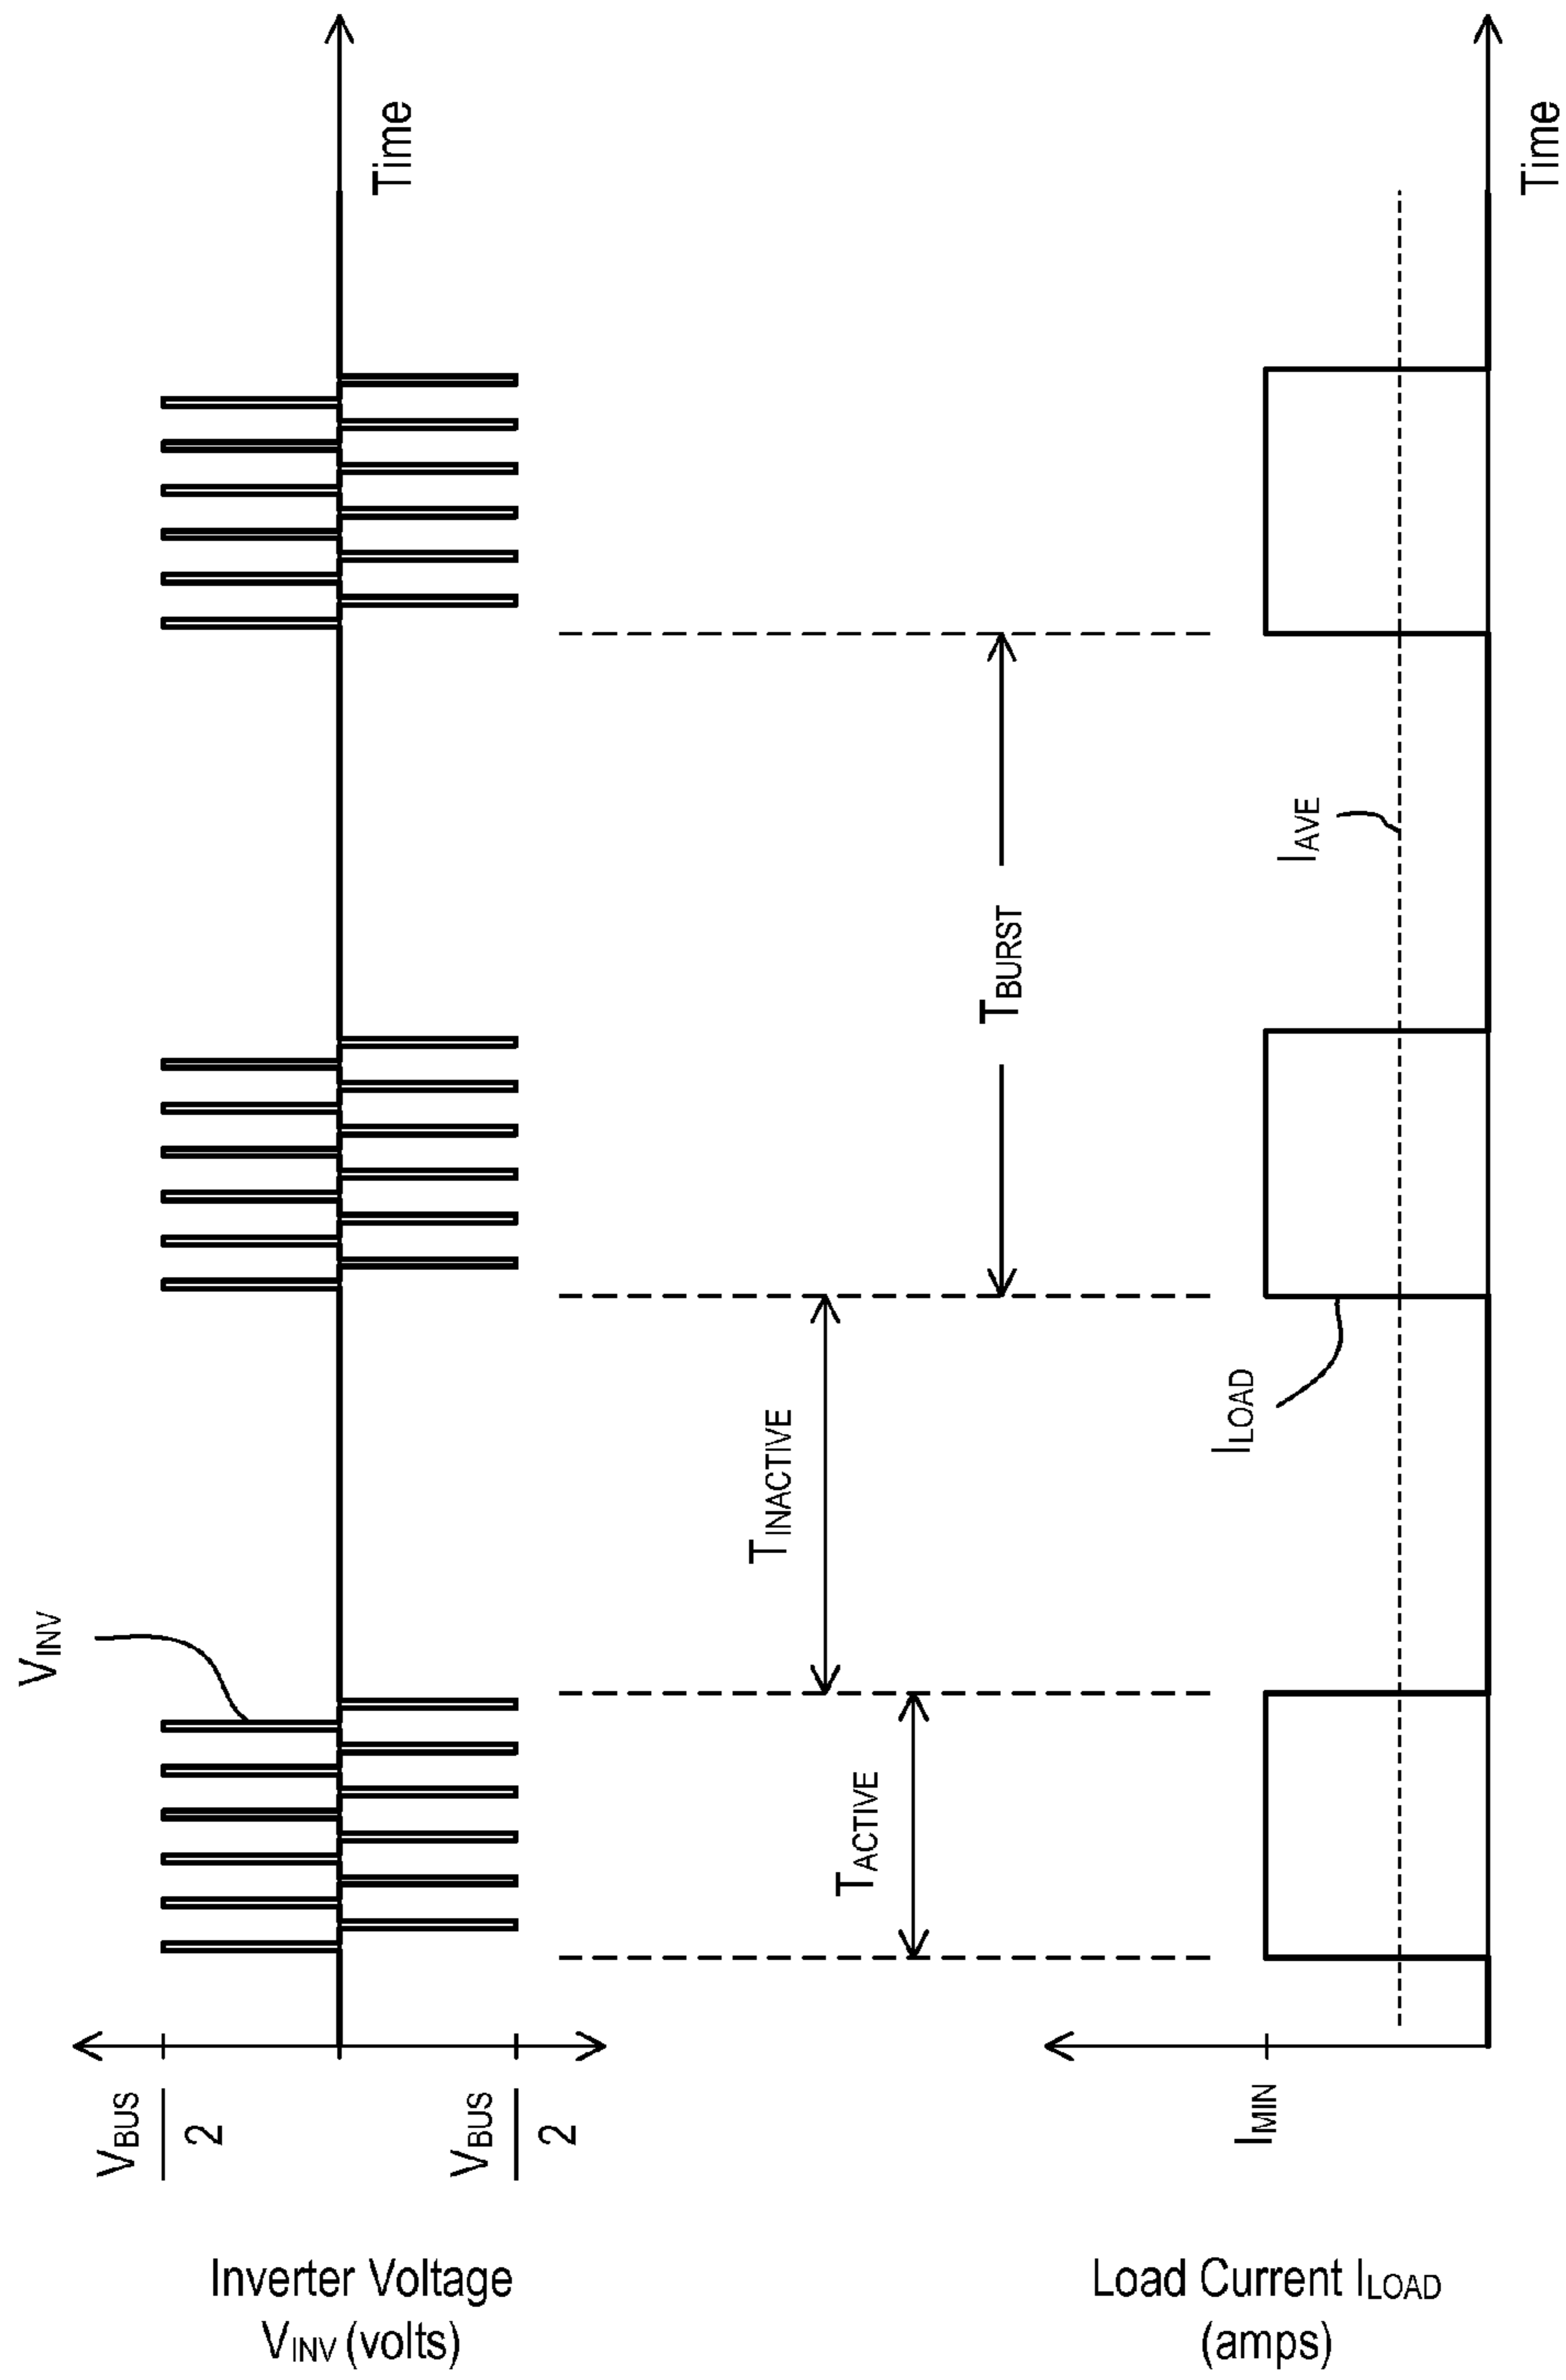 Inverter Voltage
VINV (volts)
VBUS
2
VBUS
2
VINV
Time
TACTIVE
TINACTIVE
TBURST
Load Current ILOAD
(amps)
IMIN
ILOAD
IAVE
Time